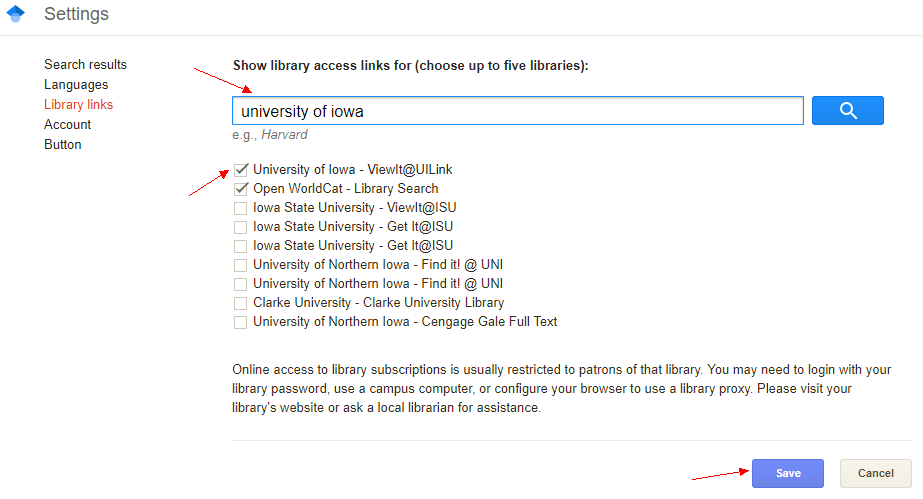 Settings
Search results
Languages
Library links
Account
Button
Show library access links for (choose up to five libraries):
university of iowa
e.g., Harvard
University of Iowa - ViewIt@UILink
Open WorldCat - Library Search
Iowa State University - ViewIt@ISU
Iowa State University - Get It@ISU
Iowa State University - Get It@ISU
University of Northern Iowa - Find it! @ UNI
University of Northern Iowa - Find it! @ UNI
Clarke University - Clarke University Library
University of Northern Iowa - Cengage Gale Full Text
Online access to library subscriptions is usually restricted to patrons of that library. You may need to login with your
library password, use a campus computer, or configure your browser to use a library proxy. Please visit your
library's website or ask a local librarian for assistance.
Save
Cancel